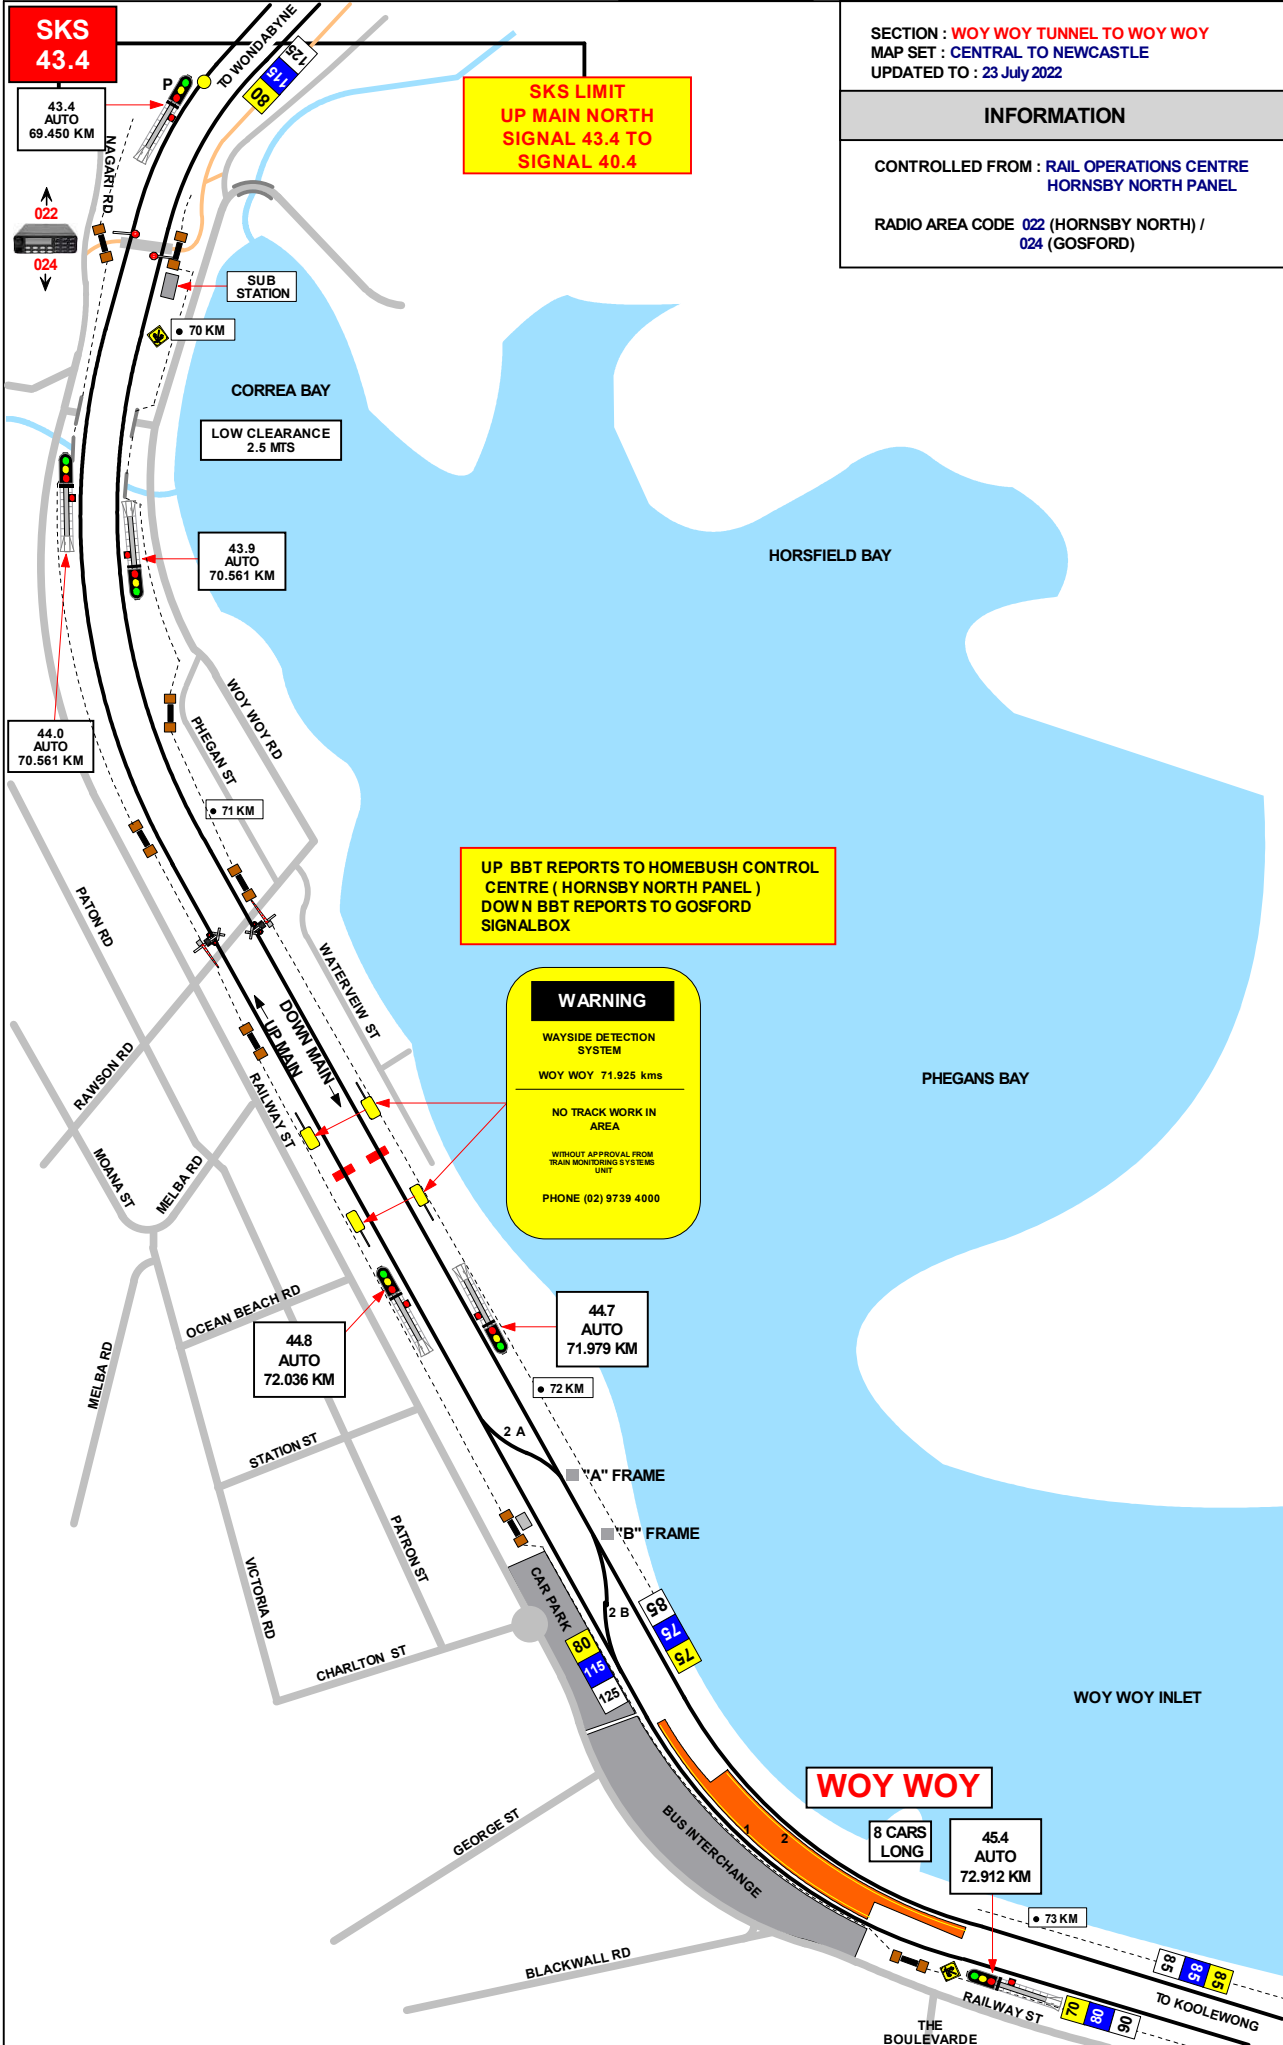 SKS
43.4
43.4
AUTO
69.450 KM
P
TO WONDABYNE
125
115
80
SKS LIMIT
UP MAIN NORTH
SIGNAL 43.4 TO
SIGNAL 40.4
SECTION : WOY WOY TUNNEL TO WOY WOY
MAP SET : CENTRAL TO NEWCASTLE
UPDATED TO : 23 July 2022
INFORMATION
CONTROLLED FROM : RAIL OPERATIONS CENTRE
HORNSBY NORTH PANEL
RADIO AREA CODE 022 (HORNSBY NORTH) /
024 (GOSFORD)
NAGARI RD
022
024
SUB
STATION
70 KM
CORREA BAY
LOW CLEARANCE
2.5 MTS
43.9
AUTO
70.561 KM
HORSFIELD BAY
44.0
AUTO
70.561 KM
WOY WOY RD
PHEGAN ST
71 KM
UP BBT REPORTS TO HOMEBUSH CONTROL
CENTRE ( HORNSBY NORTH PANEL )
DOWN BBT REPORTS TO GOSFORD
SIGNALBOX
PATON RD
WATERVEIW ST
WARNING
WAYSIDE DETECTION
SYSTEM
WOY WOY 71.925 kms
NO TRACK WORK IN
AREA
WITHOUT APPROVAL FROM
TRAIN MONITORING SYSTEMS
UNIT
PHONE (02) 9739 4000
DOWN MAIN
UP MAIN
RAWSON RD
RAILWAY ST
PHEGANS BAY
MOANA ST
MELBA RD
OCEAN BEACH RD
44.8
AUTO
72.036 KM
44.7
AUTO
71.979 KM
MELBA RD
72 KM
2 A
STATION ST
"A" FRAME
"B" FRAME
PATRON ST
VICTORIA RD
CAR PARK
2 B
85
75
75
80
115
125
CHARLTON ST
WOY WOY INLET
WOY WOY
8 CARS
LONG
45.4
AUTO
72.912 KM
1
2
BUS INTERCHANGE
GEORGE ST
73 KM
BLACKWALL RD
85
85
85
TO KOOLEWONG
RAILWAY ST
70
80
90
THE
BOULEVARDE